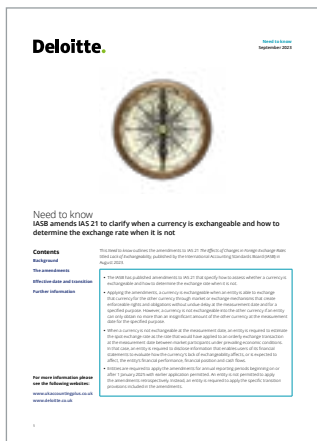 Deloitte.
Need to know
September 2023
Need to know
IASB amends IAS 21 to clarify when a currency is exchangeable and how to
determine the exchange rate when it is not
Contents
Background
The amendments
Effective date and transition
Further information
For more information please
see the following websites:
www.ukaccountingplus.co.uk
www.deloitte.co.uk
This Need to know outlines the amendments to IAS 21 The Effects of Changes in Foreign Exchange Rates
titled Lack of Exchangeability, published by the International Accounting Standards Board (IASB) in
August 2023.
• The IASB has published amendments to IAS 21 that specify how to assess whether a currency is
exchangeable and how to determine the exchange rate when it is not.
• Applying the amendments, a currency is exchangeable when an entity is able to exchange
that currency for the other currency through market or exchange mechanisms that create
enforceable rights and obligations without undue delay at the measurement date and for a
specified purpose. However, a currency is not exchangeable into the other currency if an entity
can only obtain no more than an insignificant amount of the other currency at the measurement
date for the specified purpose.
• When a currency is not exchangeable at the measurement date, an entity is required to estimate
the spot exchange rate as the rate that would have applied to an orderly exchange transaction
at the measurement date between market participants under prevailing economic conditions.
In that case, an entity is required to disclose information that enables users of its financial
statements to evaluate how the currency's lack of exchangeability affects, or is expected to
affect, the entity's financial performance, financial position and cash flows.
• Entities are required to apply the amendments for annual reporting periods beginning on or
after 1 January 2025 with earlier application permitted. An entity is not permitted to apply
the amendments retrospectively. Instead, an entity is required to apply the specific transition
provisions included in the amendments.